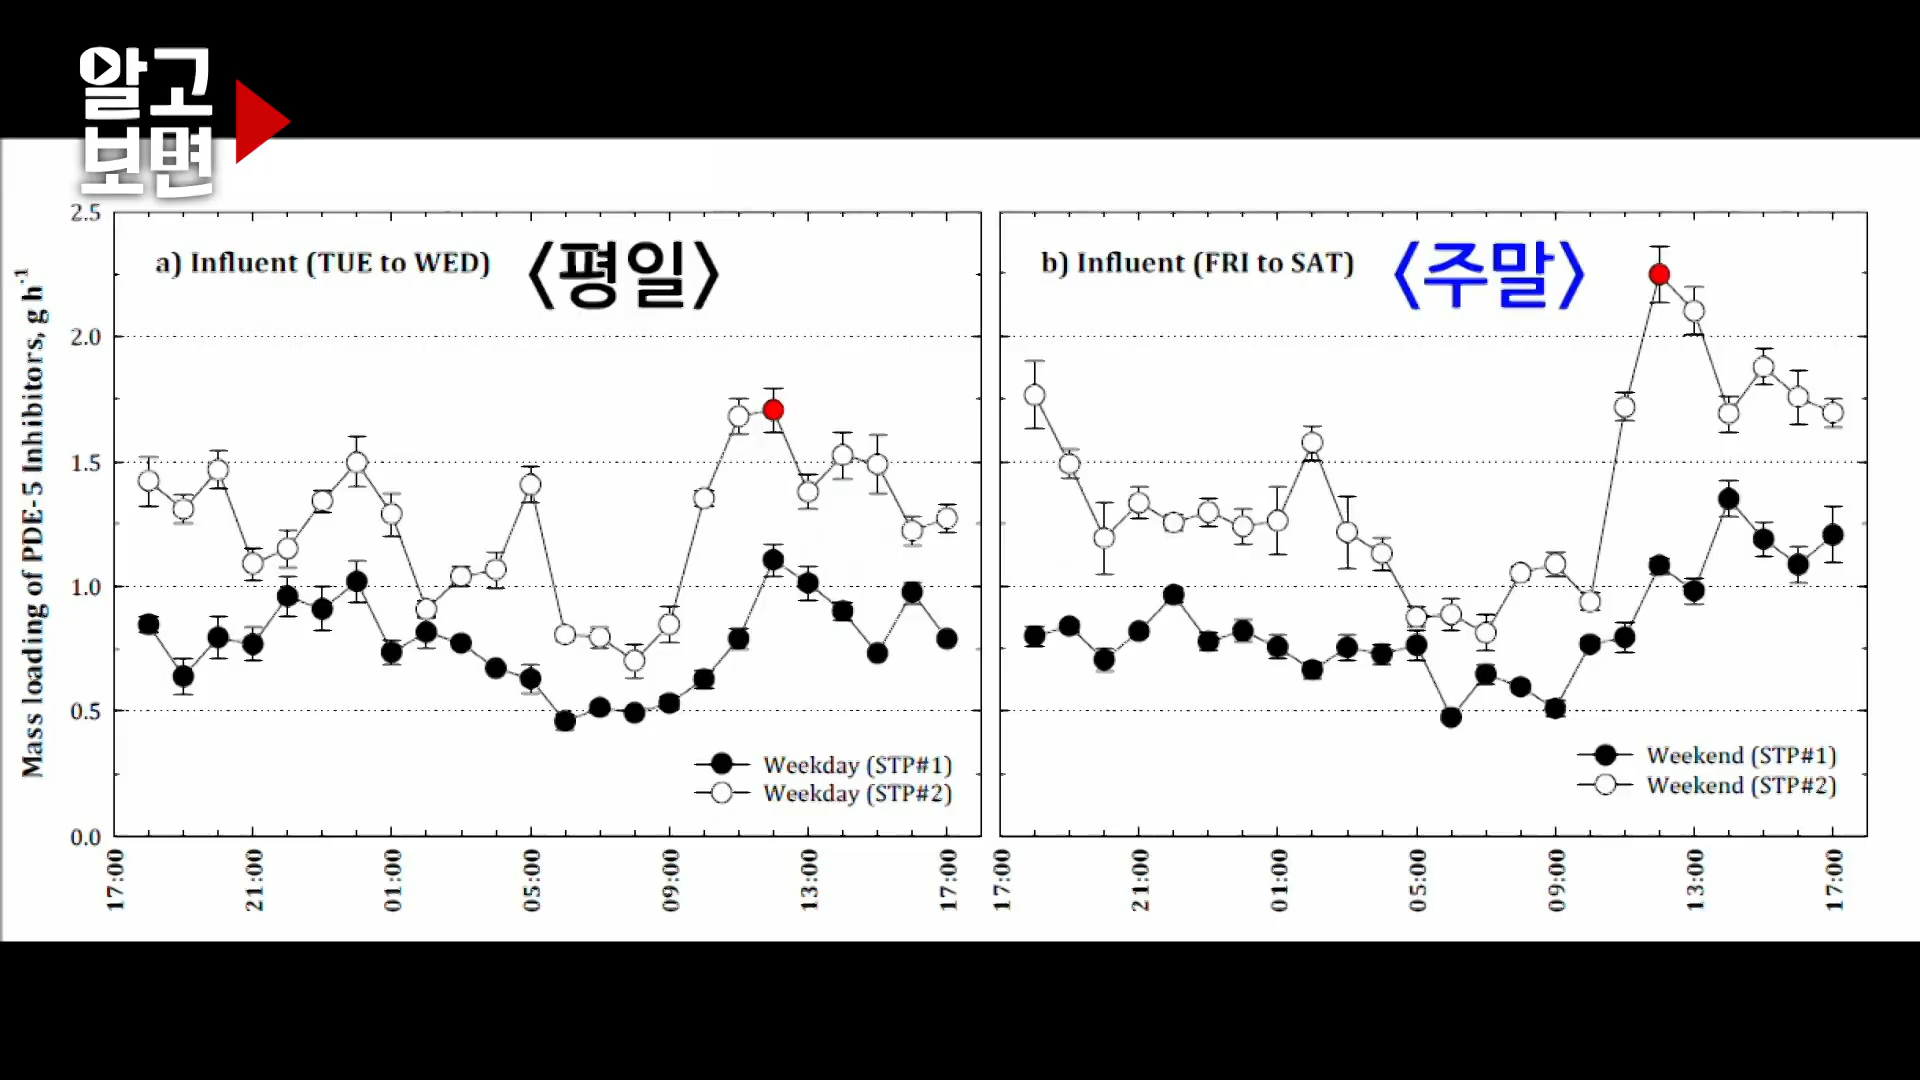 알고
보면
2.5
2.0
1.5
1.0
0.5
0.0
Mass loading of PDE-5 Inhibitors, g h⁻¹
a) Influent (TUE to WED) 〈평일〉
Weekday (STP#1)
Weekday (STP#2)
17:00 21:00 01:00 05:00 09:00 13:00 17:00
b) Influent (FRI to SAT) 〈주말〉
Weekend (STP#1)
Weekend (STP#2)
17:00 21:00 01:00 05:00 09:00 13:00 17:00